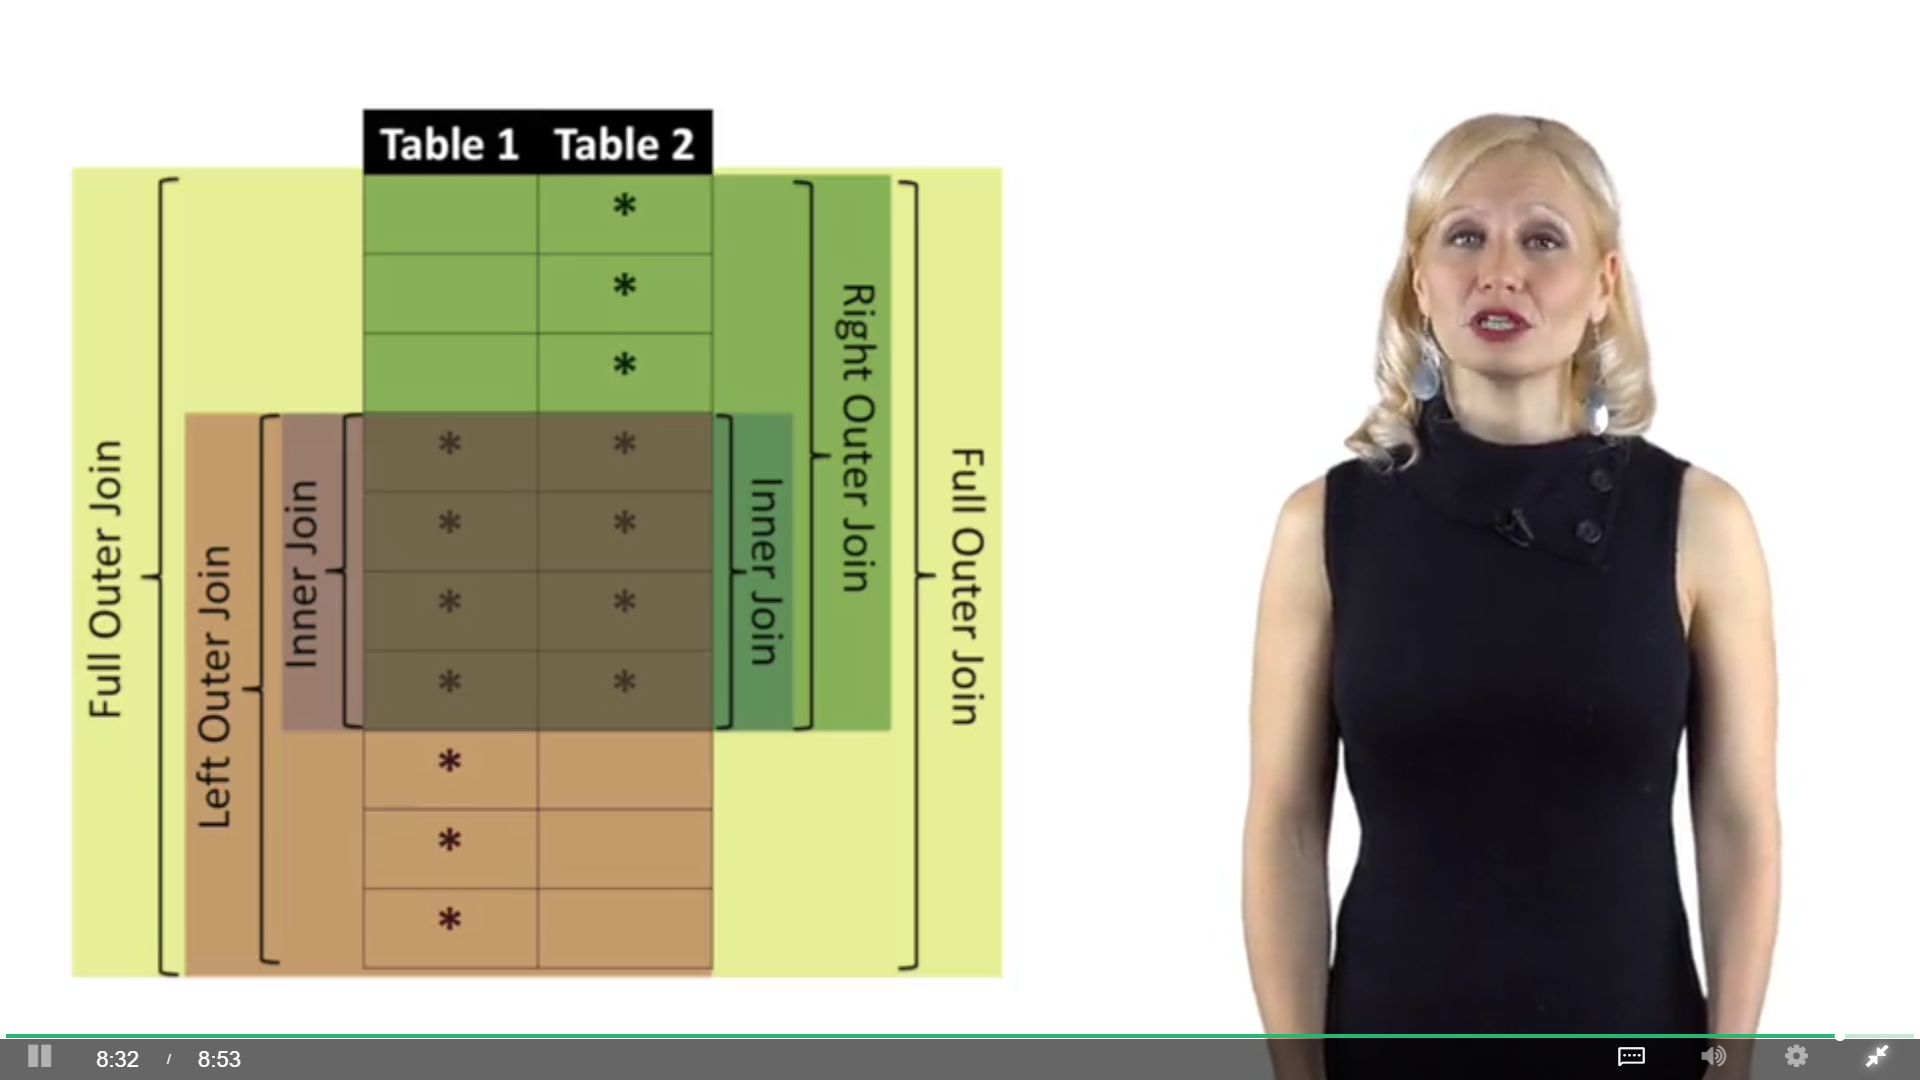 Table 1 Table 2
*
*
*
* *
* *
* *
* *
*
*
*
Full Outer Join
Left Outer Join
Inner Join
Inner Join
Right Outer Join
Full Outer Join
8:32 / 8:53